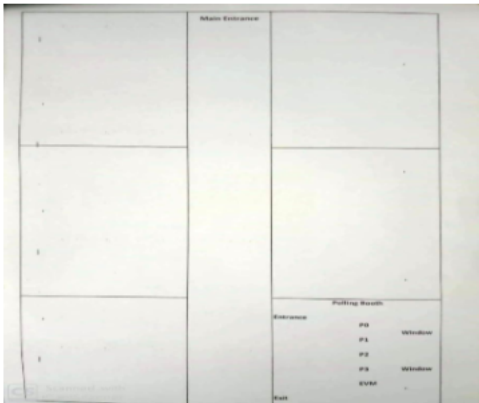 Main Entrance
Polling Booth
Entrance
P0
Window
P1
P2
P3 Window
EVM
Exit